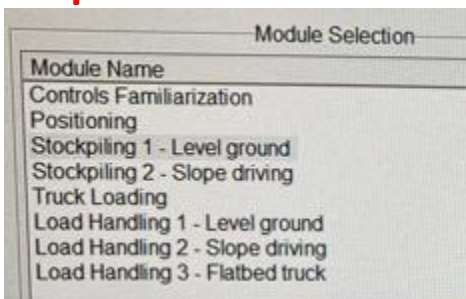 Module Selection
Module Name
Controls Familiarization
Positioning
Stockpiling 1 - Level ground
Stockpiling 2 - Slope driving
Truck Loading
Load Handling 1 - Level ground
Load Handling 2 - Slope driving
Load Handling 3 - Flatbed truck